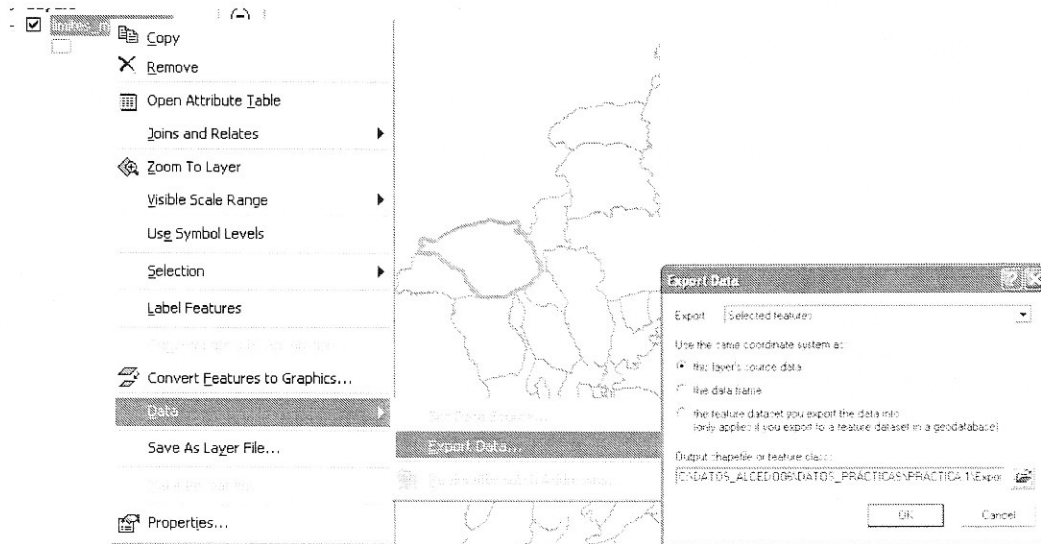 Copy
Remove
Open Attribute Table
Joins and Relates
Zoom To Layer
Visible Scale Range
Use Symbol Levels
Selection
Label Features
Convert Features to Graphics...
Data
Save As Layer File...
Properties...
Export Data...
Export Data
Export Selected features
Use the same coordinate system as:
the layer's source data
the data frame
the feature dataset you export the data into
(only applies if you export to a feature dataset in a geodatabase)
Output shapefile or feature class:
C:\DATOS_ALCEDO06\DATOS_PRÁCTICAS\PRÁCTICA 1\Expor
OK Cancel